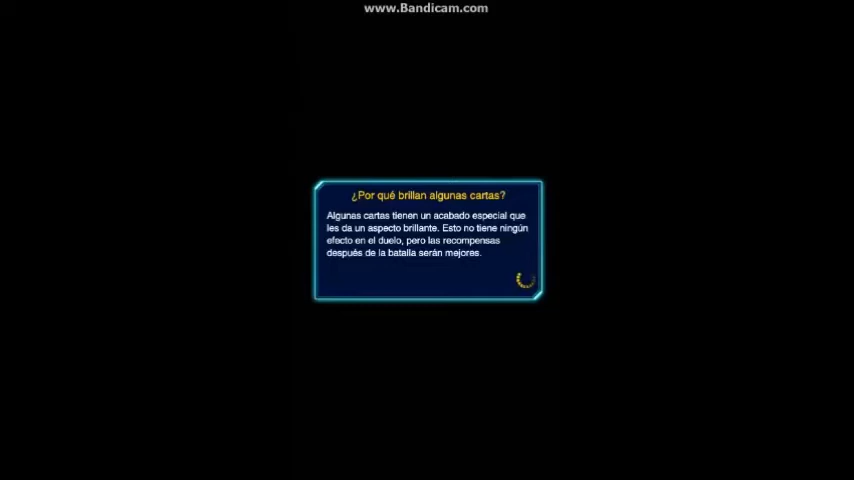 www.Bandicam.com
¿Por qué brillan algunas cartas?
Algunas cartas tienen un acabado especial que
les da un aspecto brillante. Esto no tiene ningún
efecto en el duelo, pero las recompensas
después de la batalla serán mejores.